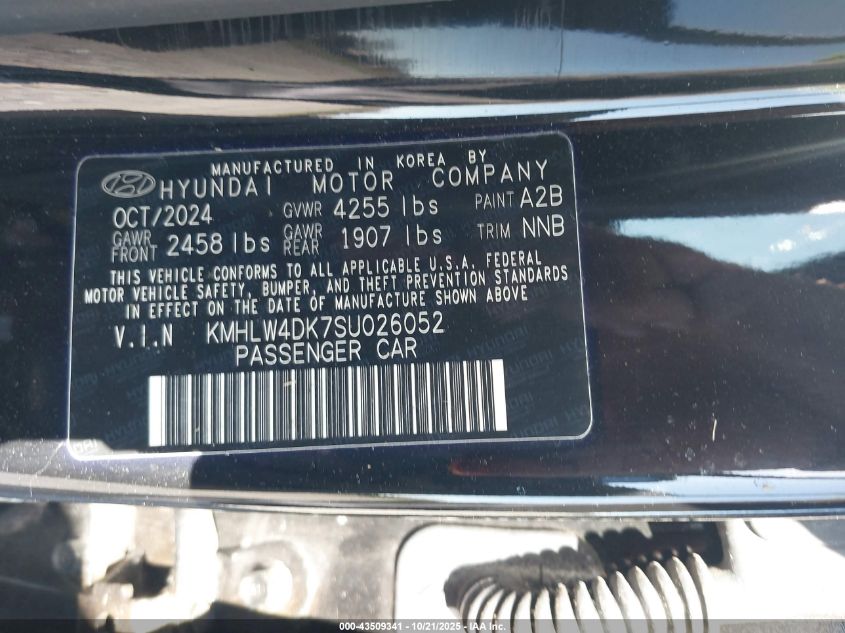 MANUFACTURED IN KOREA BY
HYUNDAI MOTOR COMPANY
OCT/2024 GVWR 4255 lbs PAINT A2B
GAWR FRONT 2458 lbs GAWR REAR 1907 lbs TRIM NNB
THIS VEHICLE CONFORMS TO ALL APPLICABLE U.S.A. FEDERAL
MOTOR VEHICLE SAFETY, BUMPER, AND THEFT PREVENTION STANDARDS
IN EFFECT ON THE DATE OF MANUFACTURE SHOWN ABOVE
V.I.N KMHLW4DK7SU026052
PASSENGER CAR
000-43509341 - 10/21/2025 - IAA, Inc.